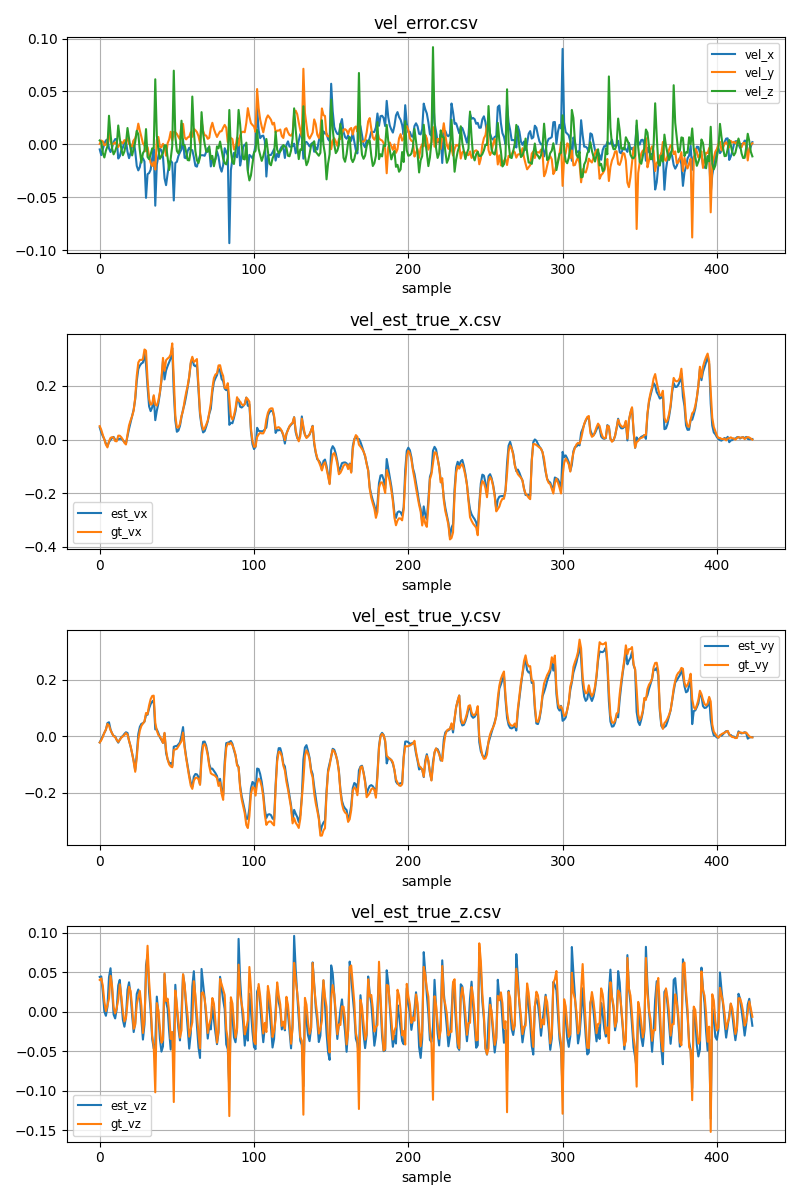 vel_error.csv
0.10
0.05
0.00
−0.05
−0.10
vel_x
vel_y
vel_z
0 100 200 300 400
sample
vel_est_true_x.csv
0.2
0.0
−0.2
−0.4
est_vx
gt_vx
0 100 200 300 400
sample
vel_est_true_y.csv
0.2
0.0
−0.2
est_vy
gt_vy
0 100 200 300 400
sample
vel_est_true_z.csv
0.10
0.05
0.00
−0.05
−0.10
−0.15
est_vz
gt_vz
0 100 200 300 400
sample